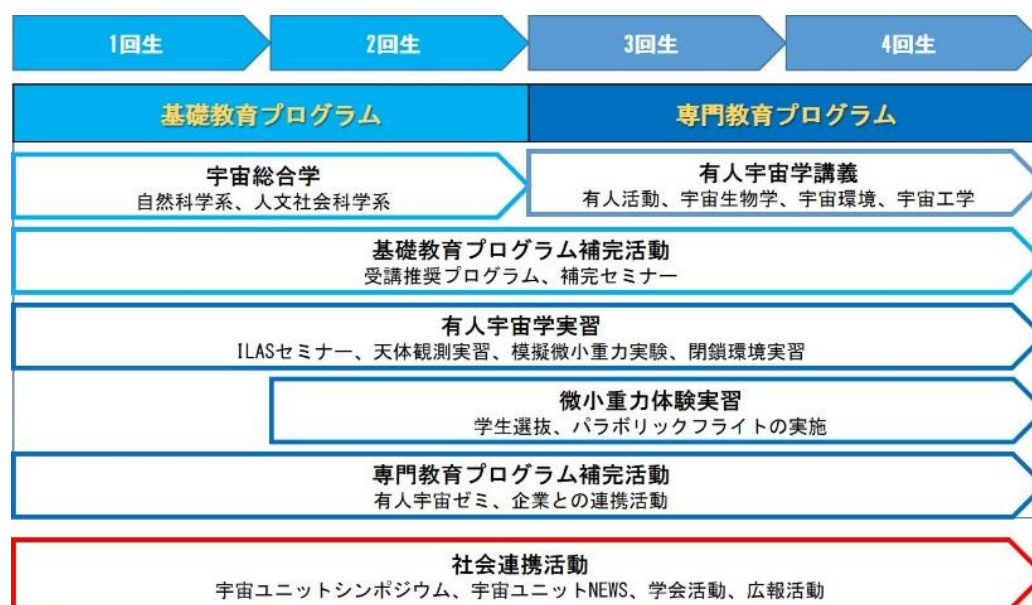 1回生
2回生
3回生
4回生
基礎教育プログラム
専門教育プログラム
宇宙総合学
自然科学系、人文社会科学系
有人宇宙学講義
有人活動、宇宙生物学、宇宙環境、宇宙工学
基礎教育プログラム補完活動
受講推奨プログラム、補完セミナー
有人宇宙学実習
ILASセミナー、天体観測実習、模擬微小重力実験、閉鎖環境実習
微小重力体験実習
学生選抜、パラボリックフライトの実施
専門教育プログラム補完活動
有人宇宙ゼミ、企業との連携活動
社会連携活動
宇宙ユニットシンポジウム、宇宙ユニットNEWS、学会活動、広報活動